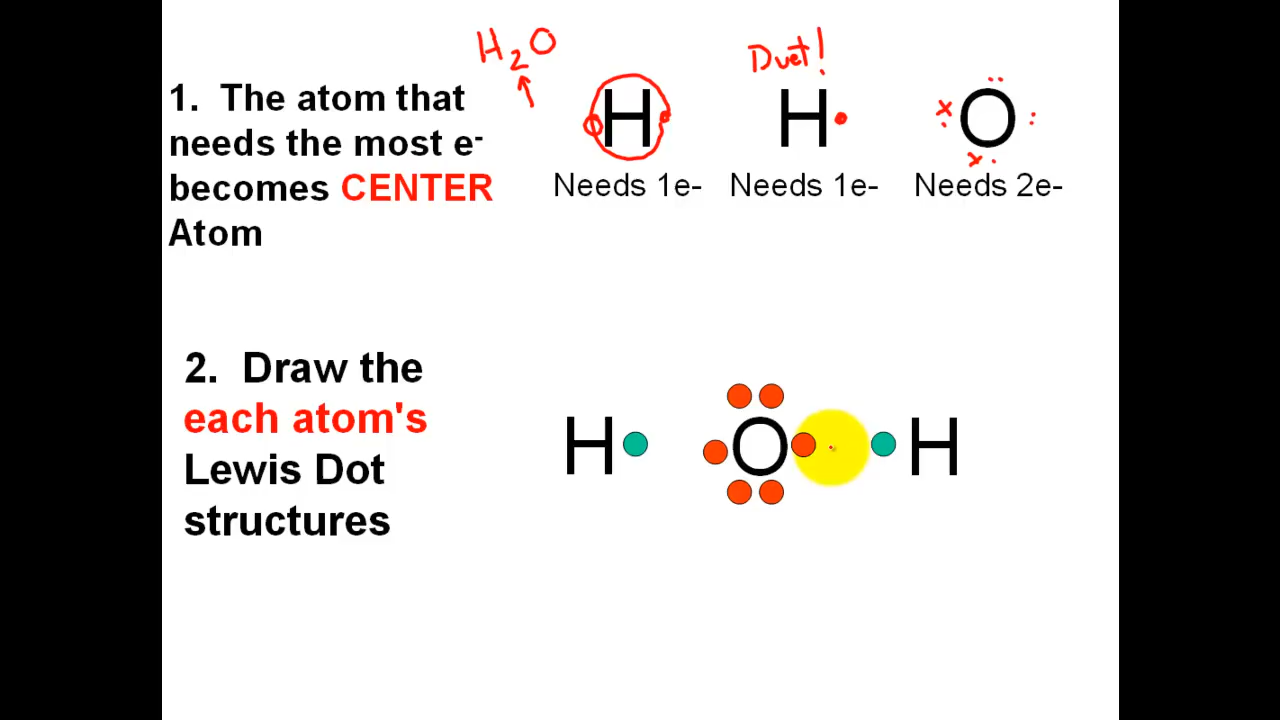 H2O
Duet!
1. The atom that
needs the most e-
becomes CENTER
Atom
H H O
Needs 1e- Needs 1e- Needs 2e-
2. Draw the
each atom's
Lewis Dot
structures
H O H